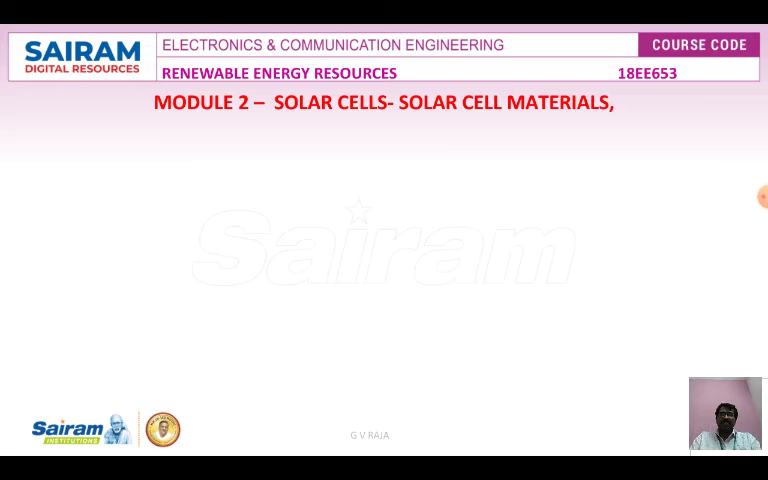 SAIRAM
DIGITAL RESOURCES
ELECTRONICS & COMMUNICATION ENGINEERING
COURSE CODE
RENEWABLE ENERGY RESOURCES
18EE653
MODULE 2 – SOLAR CELLS- SOLAR CELL MATERIALS,
Sairam
Sairam
INSTITUTIONS
G V RAJA